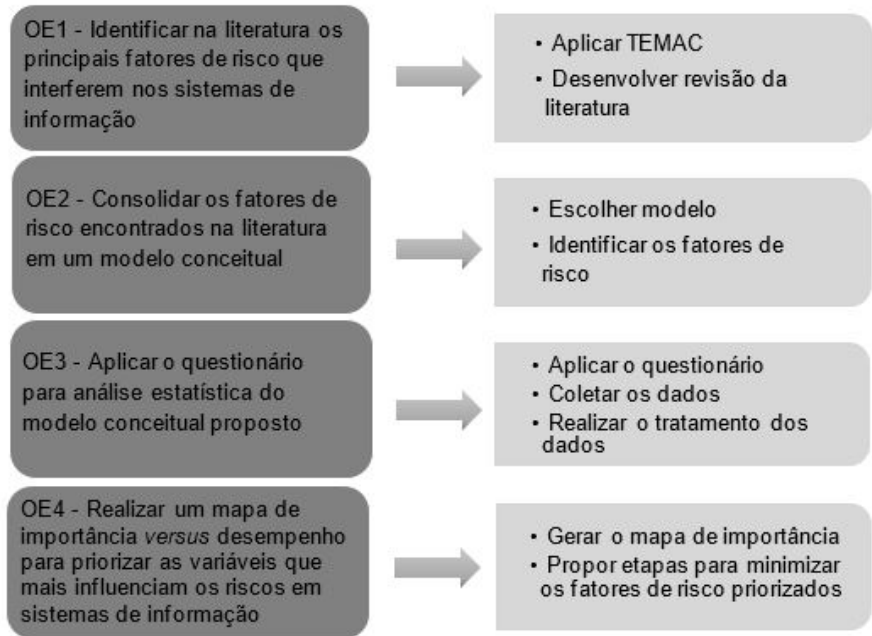 OE1 - Identificar na literatura os
principais fatores de risco que
interferem nos sistemas de
informação
• Aplicar TEMAC
• Desenvolver revisão da
literatura
OE2 - Consolidar os fatores de
risco encontrados na literatura
em um modelo conceitual
• Escolher modelo
• Identificar os fatores de
risco
OE3 - Aplicar o questionário
para análise estatística do
modelo conceitual proposto
• Aplicar o questionário
• Coletar os dados
• Realizar o tratamento dos
dados
OE4 - Realizar um mapa de
importância versus desempenho
para priorizar as variáveis que
mais influenciam os riscos em
sistemas de informação
• Gerar o mapa de importância
• Propor etapas para minimizar
os fatores de risco priorizados